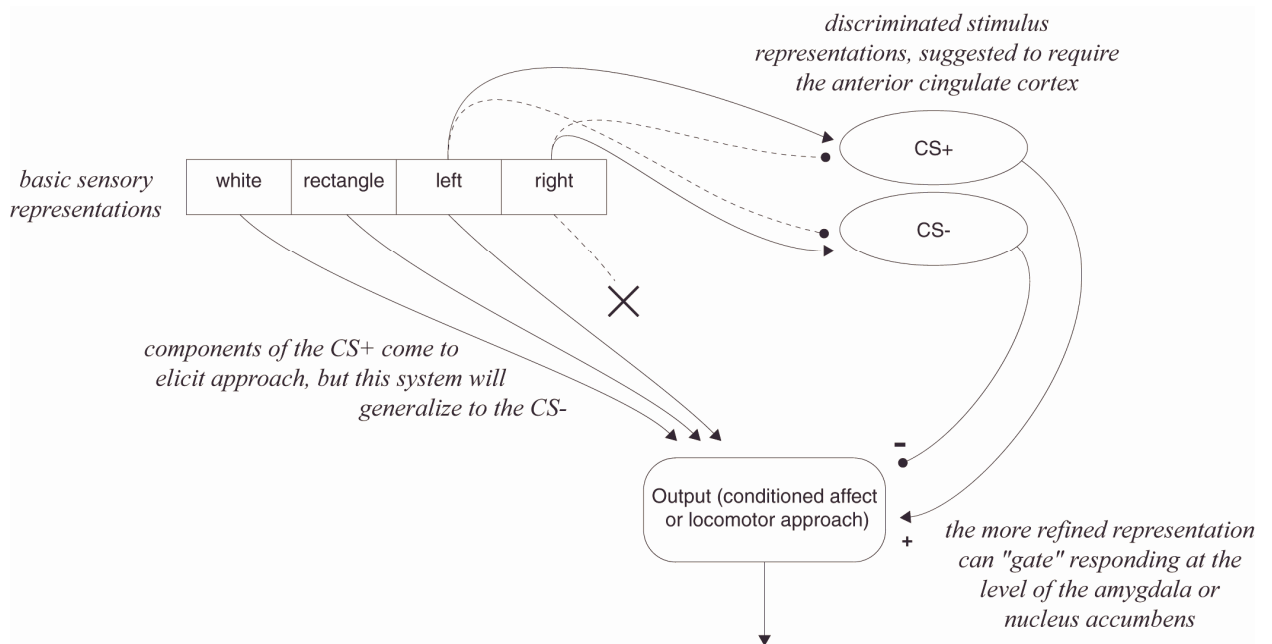 discriminated stimulus
representations, suggested to require
the anterior cingulate cortex
CS+
CS-
basic sensory
representations
white
rectangle
left
right
components of the CS+ come to
elicit approach, but this system will
generalize to the CS-
-
Output (conditioned affect
or locomotor approach)
+
the more refined representation
can "gate" responding at the
level of the amygdala or
nucleus accumbens